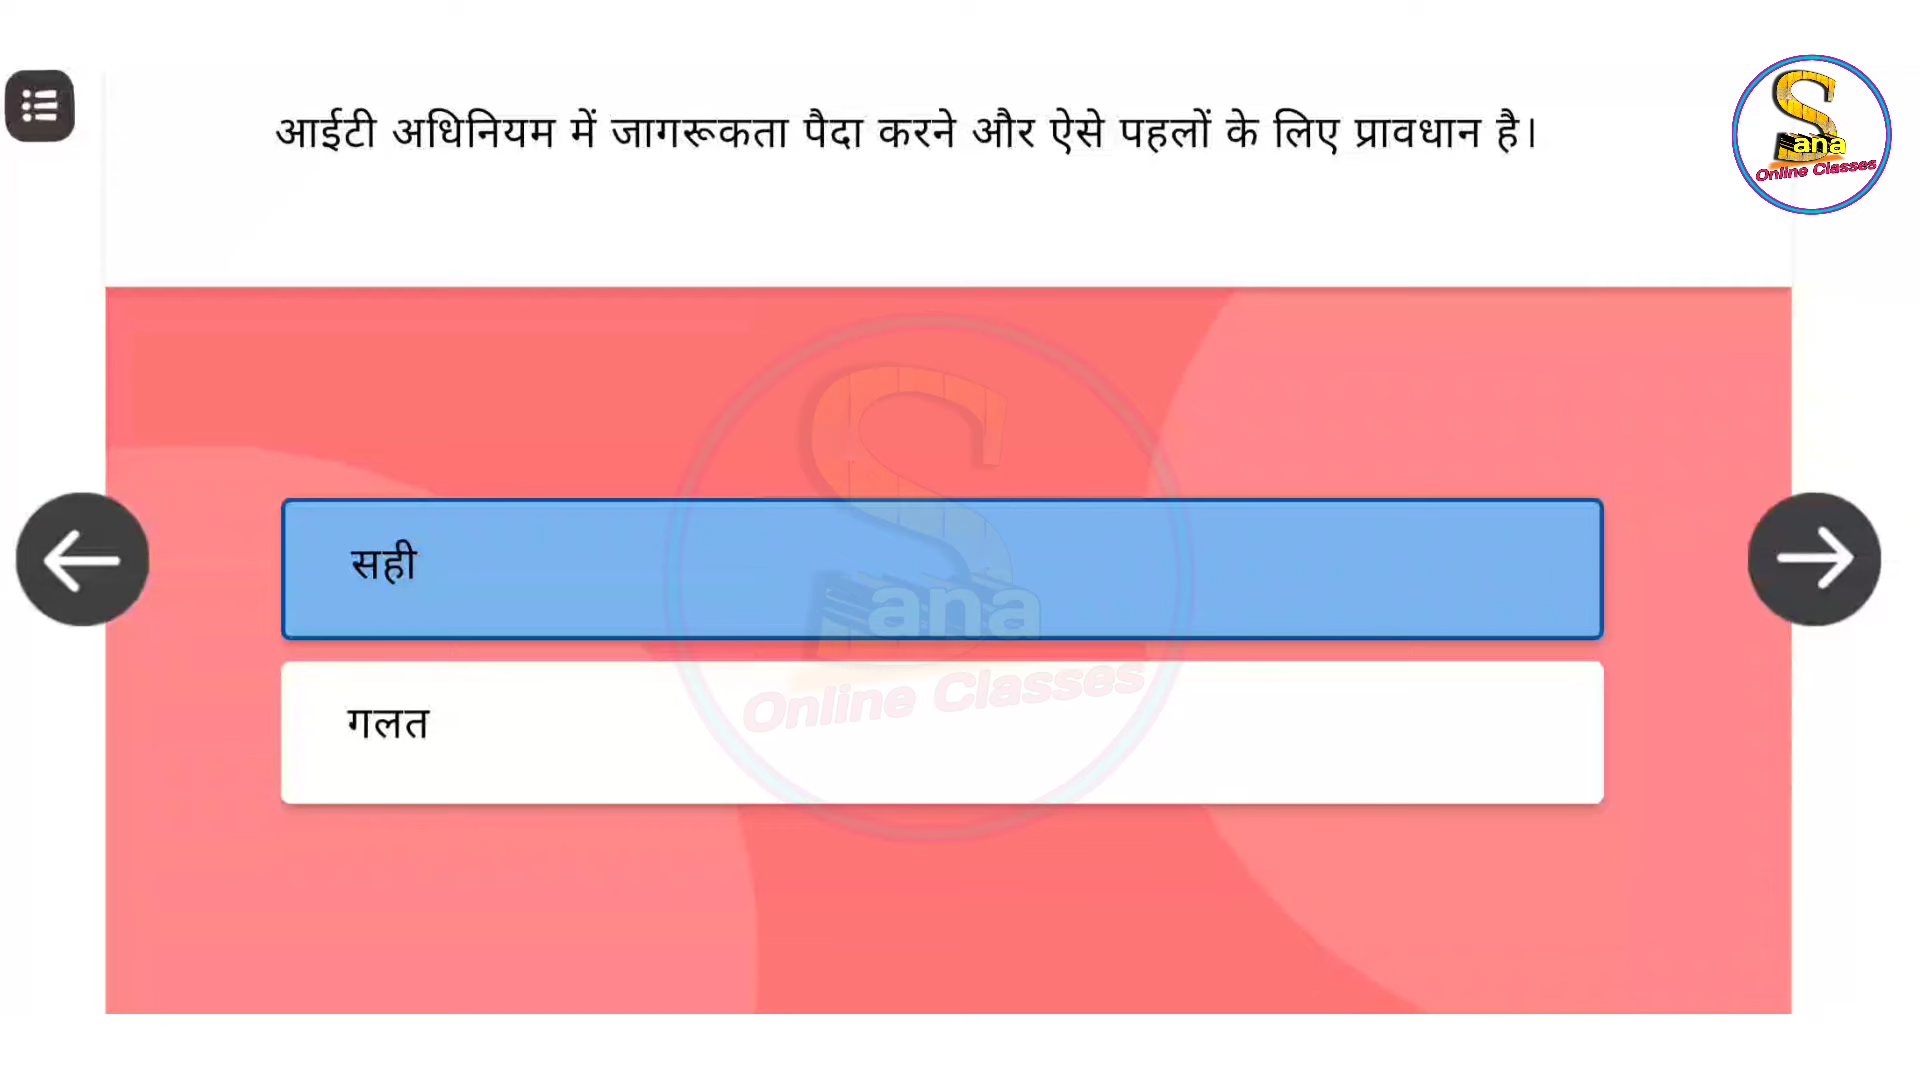 आईटी अधिनियम में जागरूकता पैदा करने और ऐसे पहलों के लिए प्रावधान है।
Sana
Online Classes
सही
गलत
Sana
Online Classes